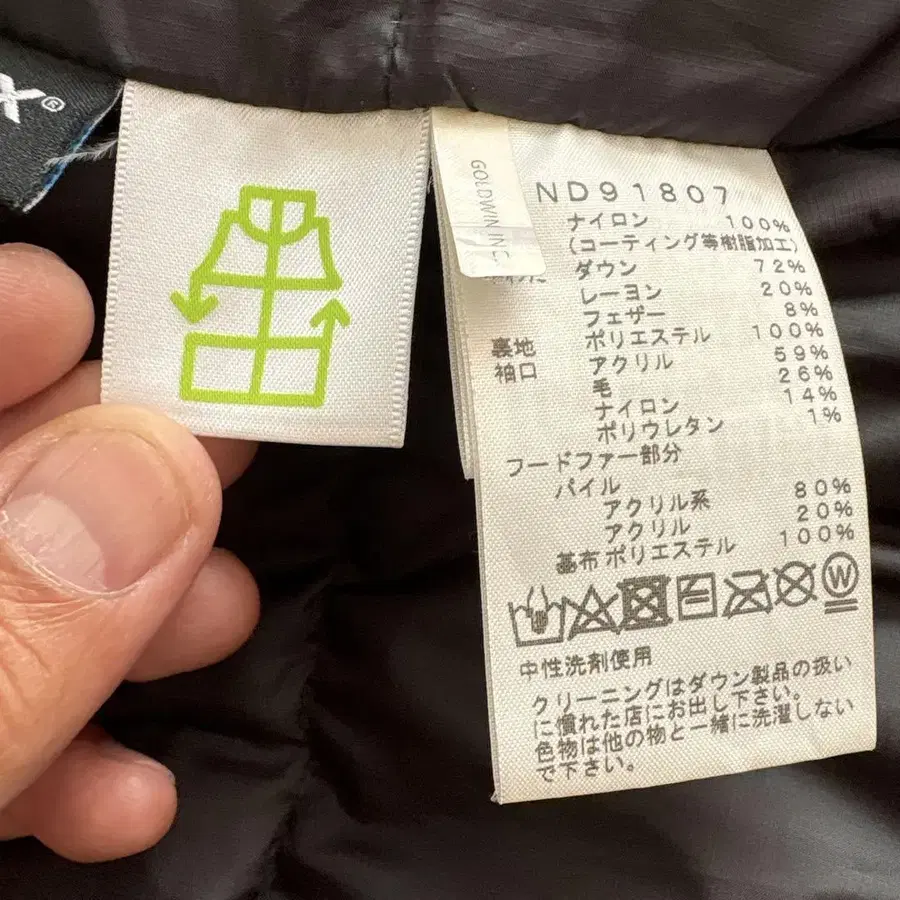 X®
GOLDWIN INC.
ND91807
ナイロン 100%
(コーティング等樹脂加工)
ダウン 72%
レーヨン 20%
フェザー 8%
裏地 ポリエステル 100%
袖口 アクリル 59%
毛 26%
ナイロン 14%
ポリウレタン 1%
フードファー部分
パイル
アクリル系 80%
アクリル 20%
基布 ポリエステル 100%
W
中性洗剤使用
クリーニングはダウン製品の扱い
に慣れた店にお出し下さい。
色物は他の物と一緒に洗濯しない
で下さい。